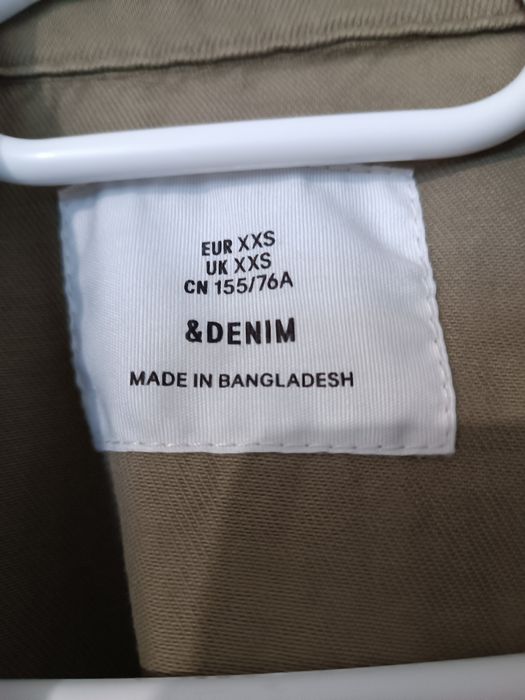 EUR XXS
UK XXS
CN 155/76A
&DENIM
MADE IN BANGLADESH